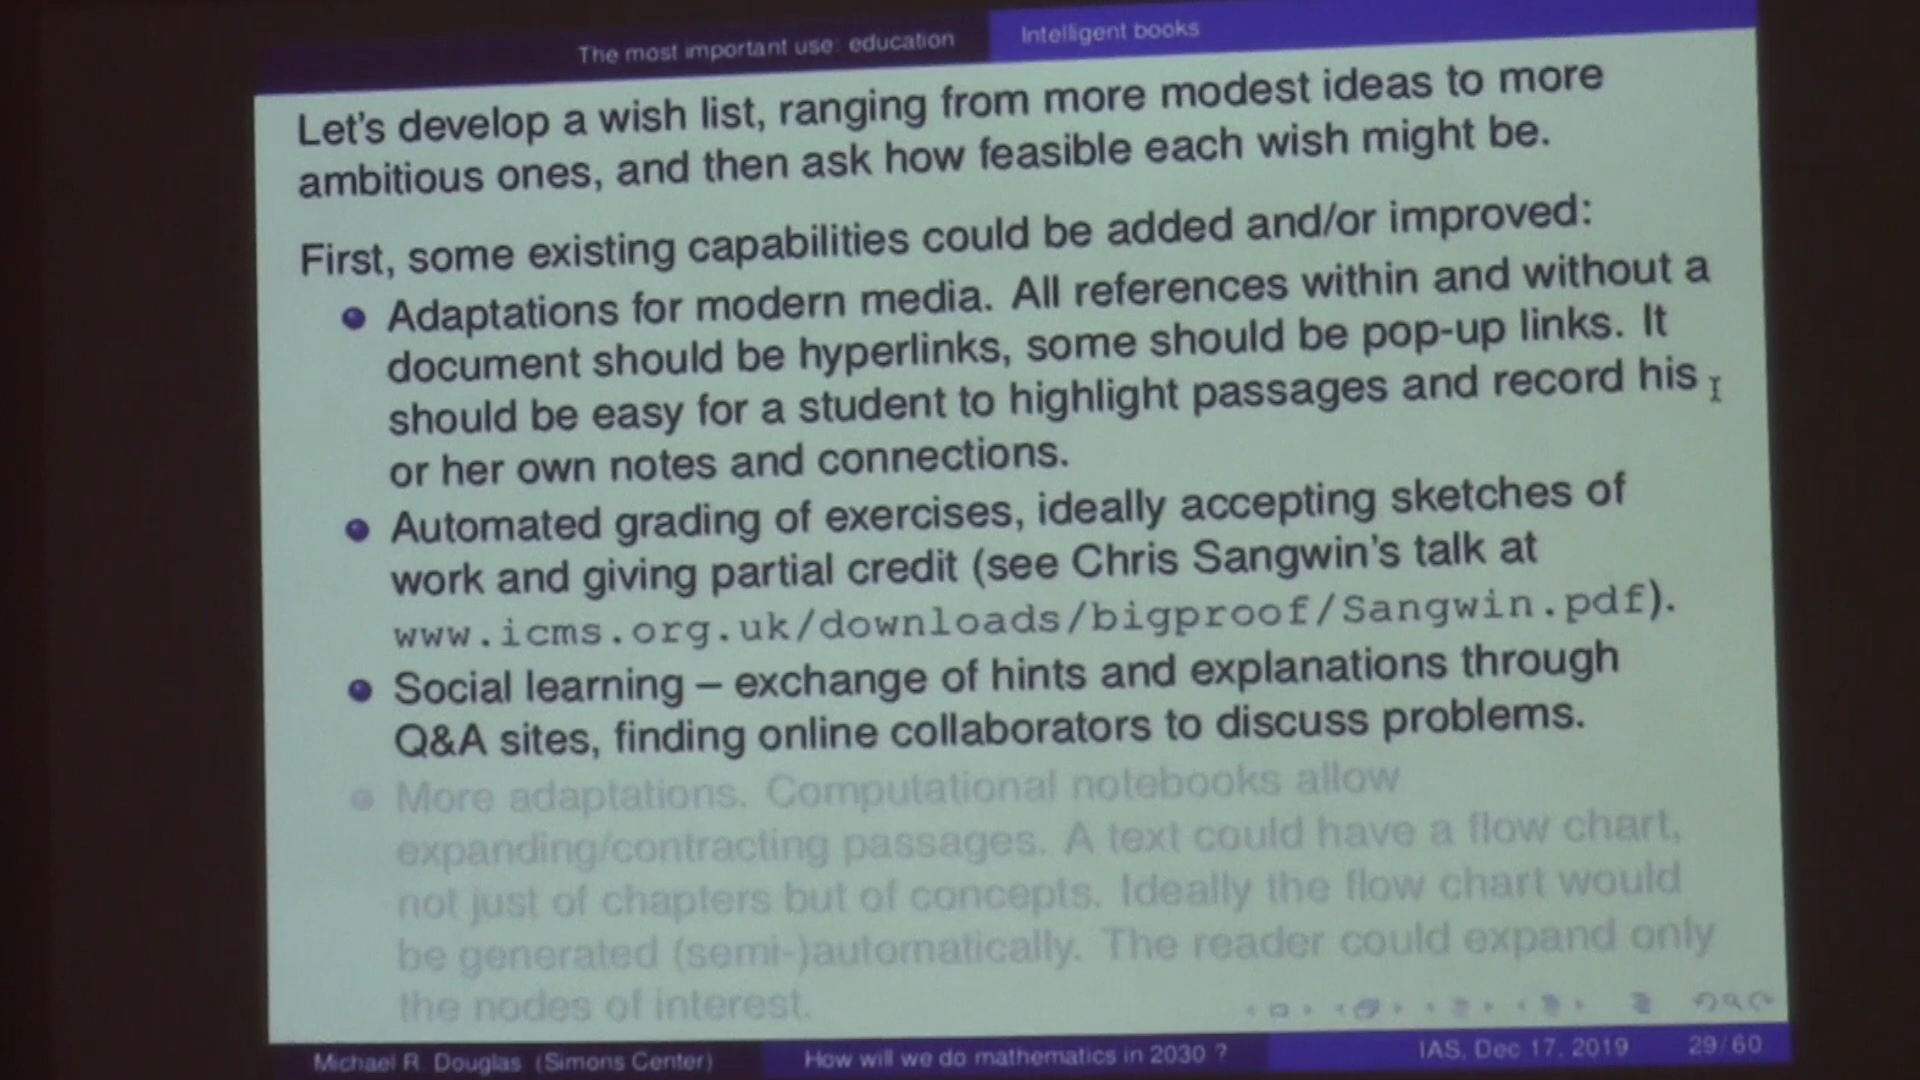 The most important use: education
Intelligent books
Let's develop a wish list, ranging from more modest ideas to more
ambitious ones, and then ask how feasible each wish might be.
First, some existing capabilities could be added and/or improved:
Adaptations for modern media. All references within and without a
document should be hyperlinks, some should be pop-up links. It
should be easy for a student to highlight passages and record his
or her own notes and connections.
Automated grading of exercises, ideally accepting sketches of
work and giving partial credit (see Chris Sangwin's talk at
www.icms.org.uk/downloads/bigproof/Sangwin.pdf).
Social learning – exchange of hints and explanations through
Q&A sites, finding online collaborators to discuss problems.
More adaptations. Computational notebooks allow
expanding/contracting passages. A text could have a flow chart,
not just of chapters but of concepts. Ideally the flow chart would
be generated (semi-)automatically. The reader could expand only
the nodes of interest.
Michael R. Douglas (Simons Center)
How will we do mathematics in 2030 ?
IAS, Dec 17, 2019
29/60